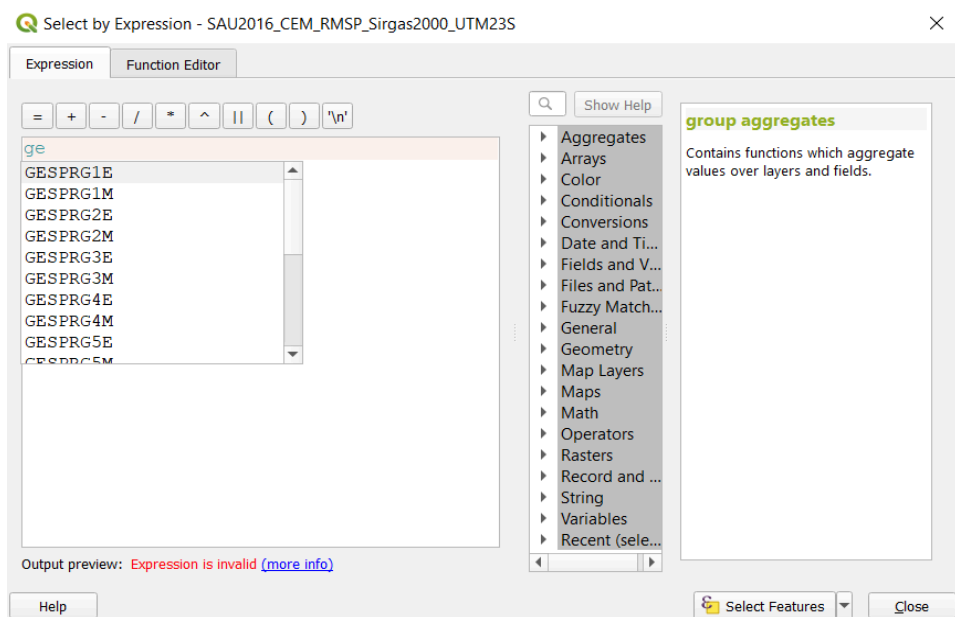 Select by Expression - SAU2016_CEM_RMSP_Sirgas2000_UTM23S
Expression Function Editor
= + - / * ^ || ( ) '\n'
ge
GESPRG1E
GESPRG1M
GESPRG2E
GESPRG2M
GESPRG3E
GESPRG3M
GESPRG4E
GESPRG4M
GESPRG5E
GESPRG5M
Output preview: Expression is invalid (more info)
Show Help
Aggregates
Arrays
Color
Conditionals
Conversions
Date and Ti...
Fields and V...
Files and Pat...
Fuzzy Match...
General
Geometry
Map Layers
Maps
Math
Operators
Rasters
Record and ...
String
Variables
Recent (sele...
group aggregates
Contains functions which aggregate
values over layers and fields.
Help
Select Features
Close